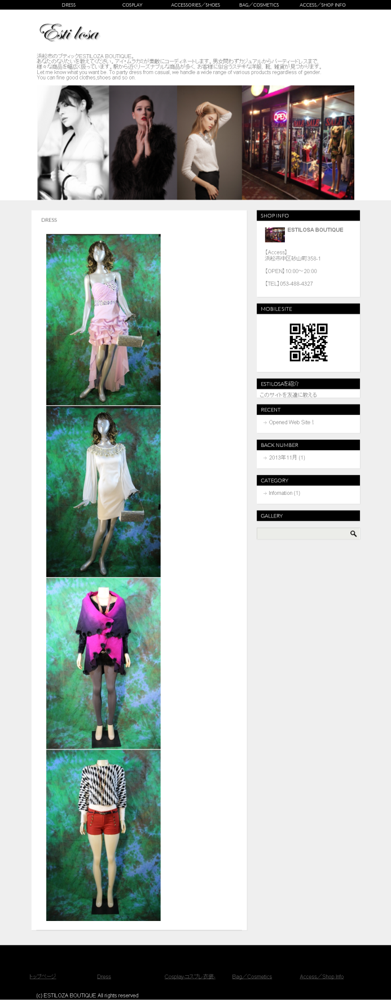 DRESS COSPLAY ACCESSORIES／SHOES BAG／COSMETICS ACCESS／SHOP INFO
Esti losa
浜松市のブティックESTILOZA BOUTIQUE。
あなたのなりたいを教えてください。アイ・ムラカミが素敵にコーディネートします。男女問わずカジュアルからパーティードレスまで、
様々な商品を幅広く扱っています。駅から近くリーズナブルな商品が多く、お客様に似合うステキな洋服、靴、雑貨が見つかります。
Let me know what you want be. To party dress from casual, we handle a wide range of various products regardless of gender.
You can fine good clothes,shoes and so on.
OPEN
DRESS
SHOP INFO
ESTILOSA BOUTIQUE
【Access】
浜松市中区砂山町358-1
【OPEN】10:00～20:00
【TEL】053-488-4327
MOBILE SITE
ESTILOSAを紹介
このサイトを友達に教える
RECENT
Opened Web Site！
BACK NUMBER
2013年11月 (1)
CATEGORY
Infomation (1)
GALLERY
トップページ Dress Cosplay-コスプレ衣装- Bag／Cosmetics Access／Shop Info
(c) ESTILOZA BOUTIQUE All rights reserved